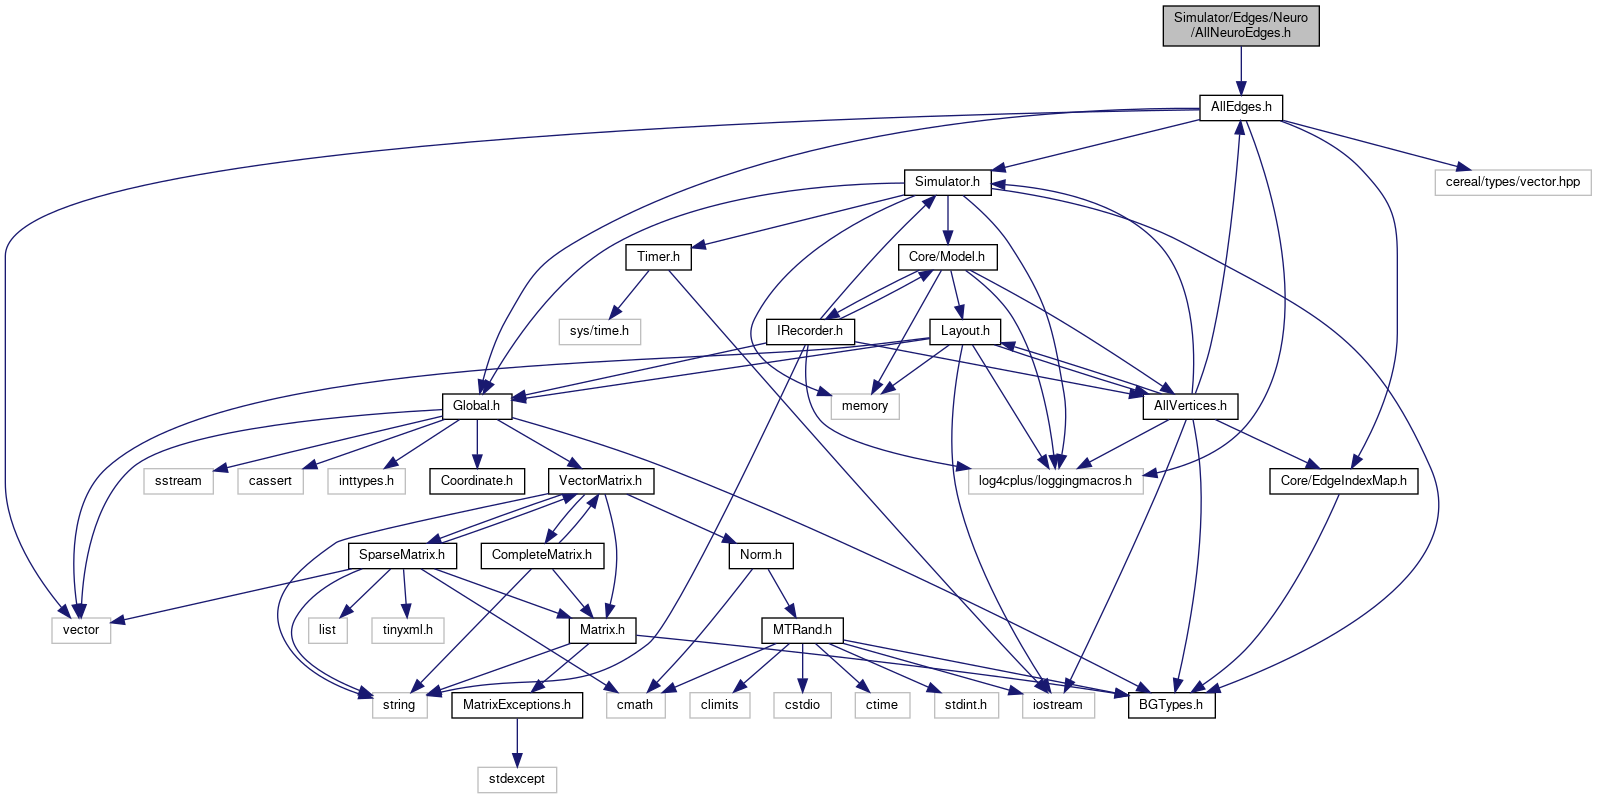 Simulator/Edges/Neuro
/AllNeuroEdges.h
AllEdges.h
Simulator.h
cereal/types/vector.hpp
Timer.h
Core/Model.h
sys/time.h
IRecorder.h
Layout.h
Global.h
memory
AllVertices.h
sstream
cassert
inttypes.h
Coordinate.h
VectorMatrix.h
log4cplus/loggingmacros.h
Core/EdgeIndexMap.h
SparseMatrix.h
CompleteMatrix.h
Norm.h
vector
list
tinyxml.h
Matrix.h
MTRand.h
string
MatrixExceptions.h
cmath
climits
cstdio
ctime
stdint.h
iostream
BGTypes.h
stdexcept